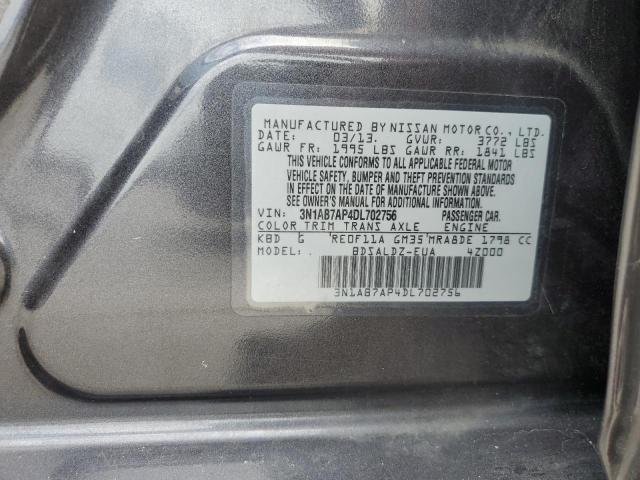 MANUFACTURED BY NISSAN MOTOR CO., LTD.
DATE: 03/13. GVWR: 3772 LBS
GAWR FR: 1995 LBS GAWR RR: 1841 LBS
THIS VEHICLE CONFORMS TO ALL APPLICABLE FEDERAL MOTOR
VEHICLE SAFETY, BUMPER AND THEFT PREVENTION STANDARDS
IN EFFECT ON THE DATE OF MANUFACTURE SHOWN ABOVE.
SEE OWNER'S MANUAL FOR ADDITIONAL INFORMATION.
VIN: 3N1AB7AP4DL702756 PASSENGER CAR.
COLOR TRIM TRANS AXLE ENGINE
KBD G RE0F11A GM35 MRA8DE 1798 CC
MODEL: BDSALDZ-EUA 4Z000
3N1AB7AP4DL702756